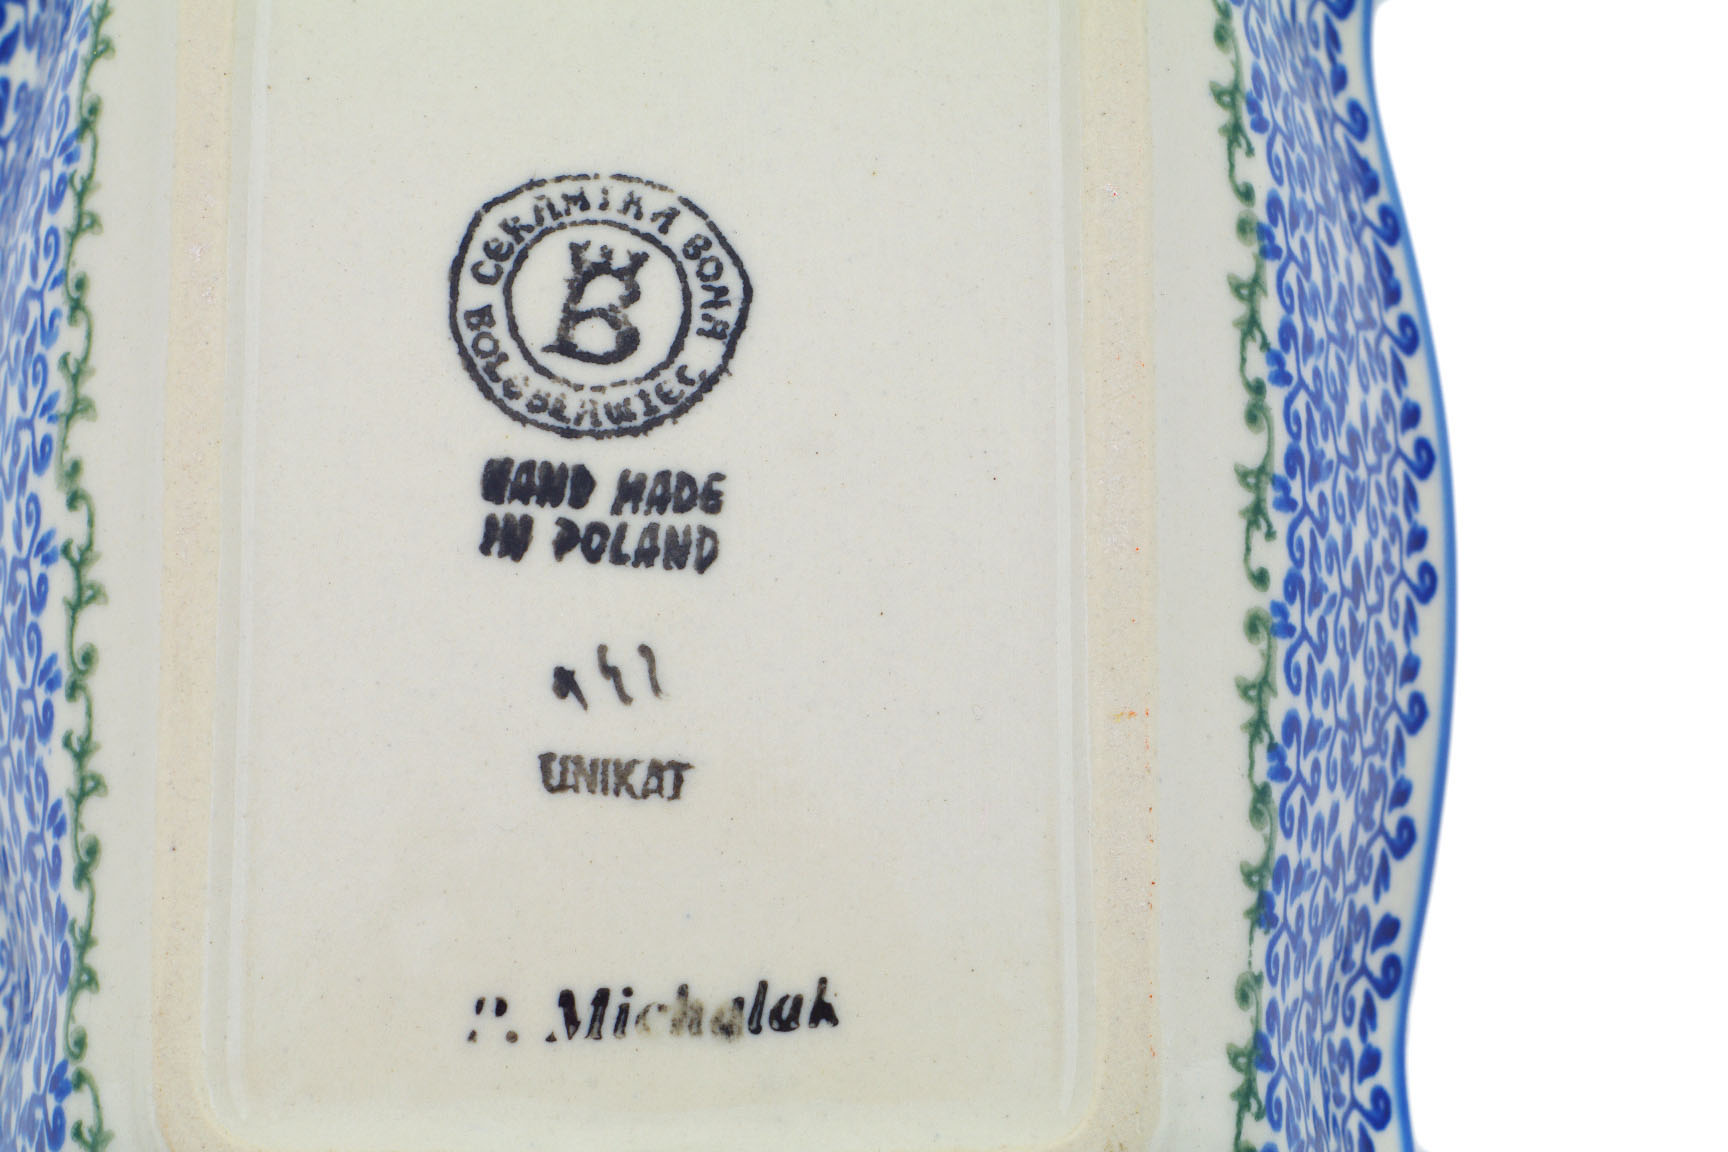 CERAMIKA BONA
BOLESŁAWIEC
B
HAND MADE
IN POLAND
UNIKAT
P. Michalak